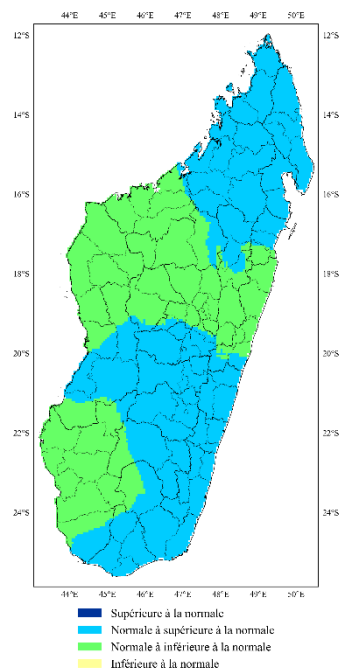 44°E 45°E 46°E 47°E 48°E 49°E 50°E
12°S 12°S
14°S 14°S
16°S 16°S
18°S 18°S
20°S 20°S
22°S 22°S
24°S 24°S
44°E 45°E 46°E 47°E 48°E 49°E 50°E
Supérieure à la normale
Normale à supérieure à la normale
Normale à inférieure à la normale
Inférieure à la normale